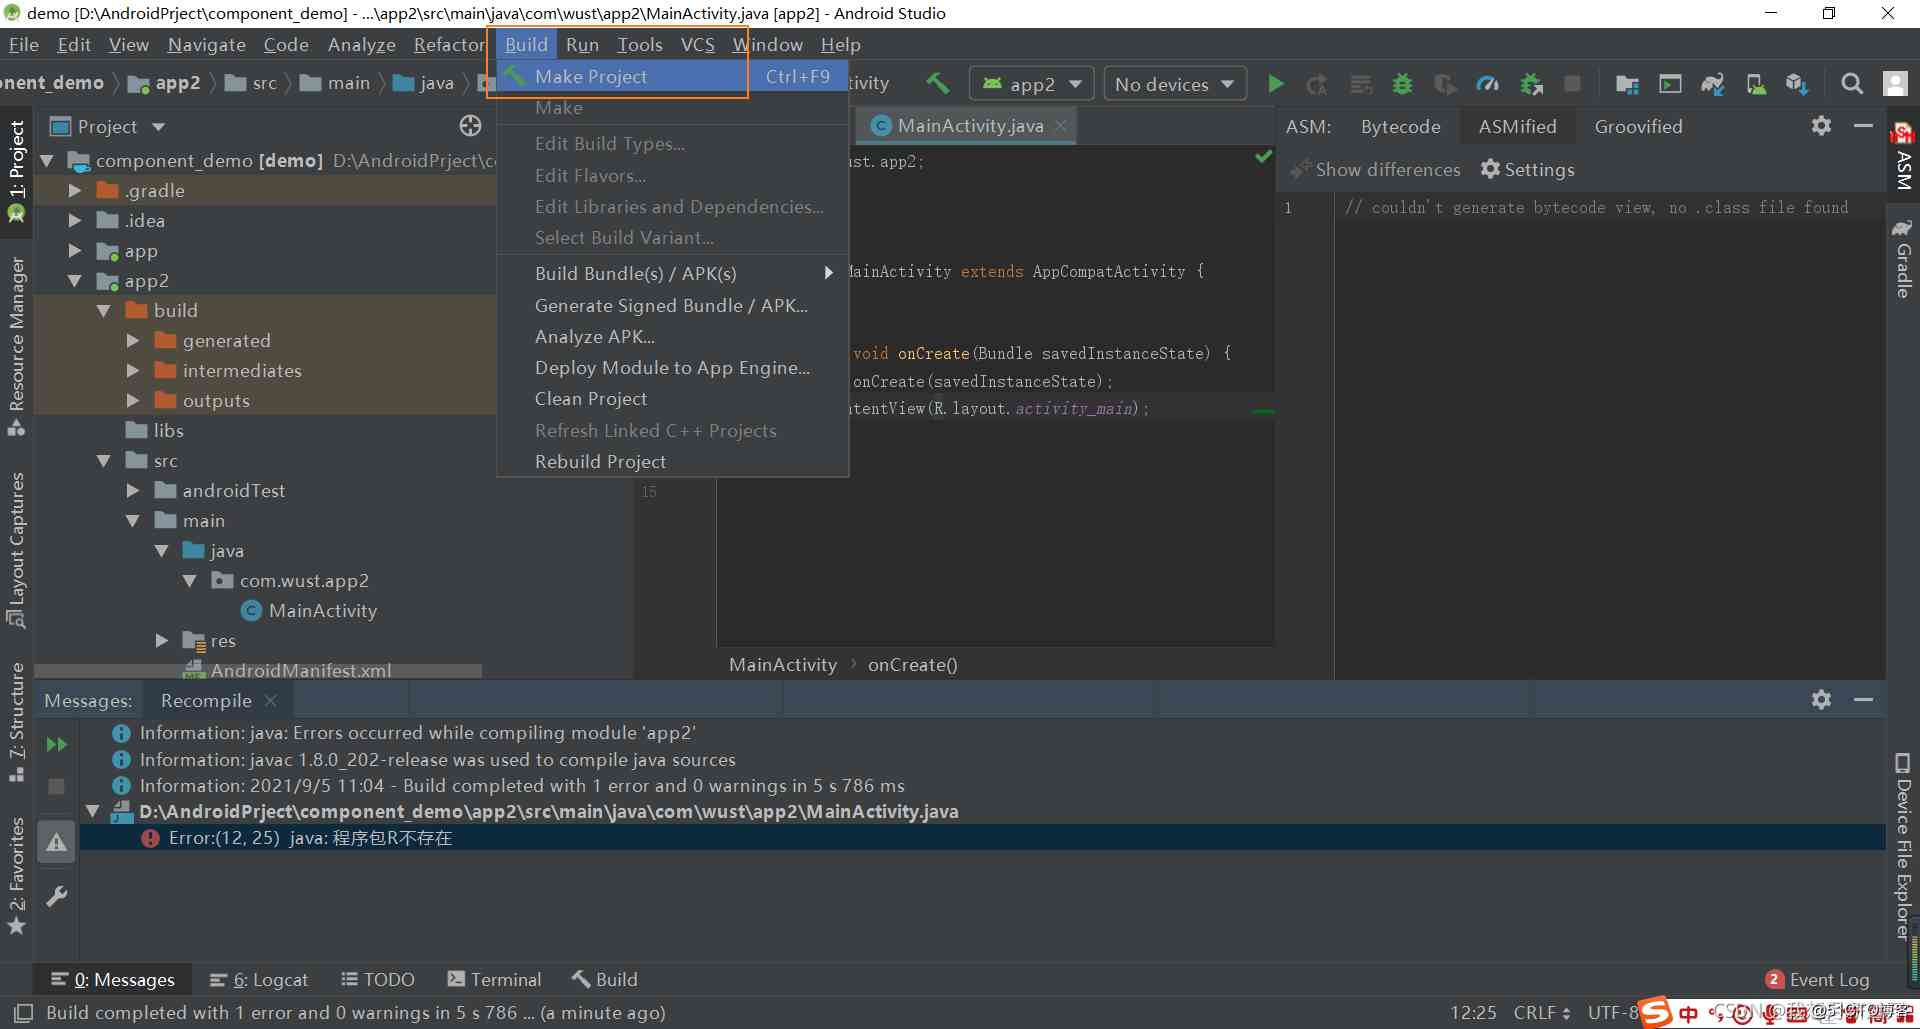 demo [D:\AndroidPrject\component_demo] - ...\app2\src\main\java\com\wust\app2\MainActivity.java [app2] - Android Studio
File Edit View Navigate Code Analyze Refactor Build Run Tools VCS Window Help
nent_demo app2 src main java
Make Project Ctrl+F9
Make
Edit Build Types...
Edit Flavors...
Edit Libraries and Dependencies...
Select Build Variant...
Build Bundle(s) / APK(s)
Generate Signed Bundle / APK...
Analyze APK...
Deploy Module to App Engine...
Clean Project
Refresh Linked C++ Projects
Rebuild Project
tivity app2 No devices
Project
component_demo [demo] D:\AndroidPrject\co
.gradle
.idea
app
app2
build
generated
intermediates
outputs
libs
src
androidTest
main
java
com.wust.app2
MainActivity
res
AndroidManifest.xml
MainActivity.java
ust.app2;
MainActivity extends AppCompatActivity {
void onCreate(Bundle savedInstanceState) {
onCreate(savedInstanceState);
ntentView(R.layout.activity_main);
15
MainActivity onCreate()
ASM: Bytecode ASMified Groovified
Show differences Settings
1 // couldn't generate bytecode view, no .class file found
1: Project
Resource Manager
Layout Captures
7: Structure
2: Favorites
ASM
Gradle
Device File Explorer
Messages: Recompile
Information: java: Errors occurred while compiling module 'app2'
Information: javac 1.8.0_202-release was used to compile java sources
Information: 2021/9/5 11:04 - Build completed with 1 error and 0 warnings in 5 s 786 ms
D:\AndroidPrject\component_demo\app2\src\main\java\com\wust\app2\MainActivity.java
Error:(12, 25) java: 程序包R不存在
0: Messages 6: Logcat TODO Terminal Build 2 Event Log
Build completed with 1 error and 0 warnings in 5 s 786 ... (a minute ago) 12:25 CRLF UTF-8
中